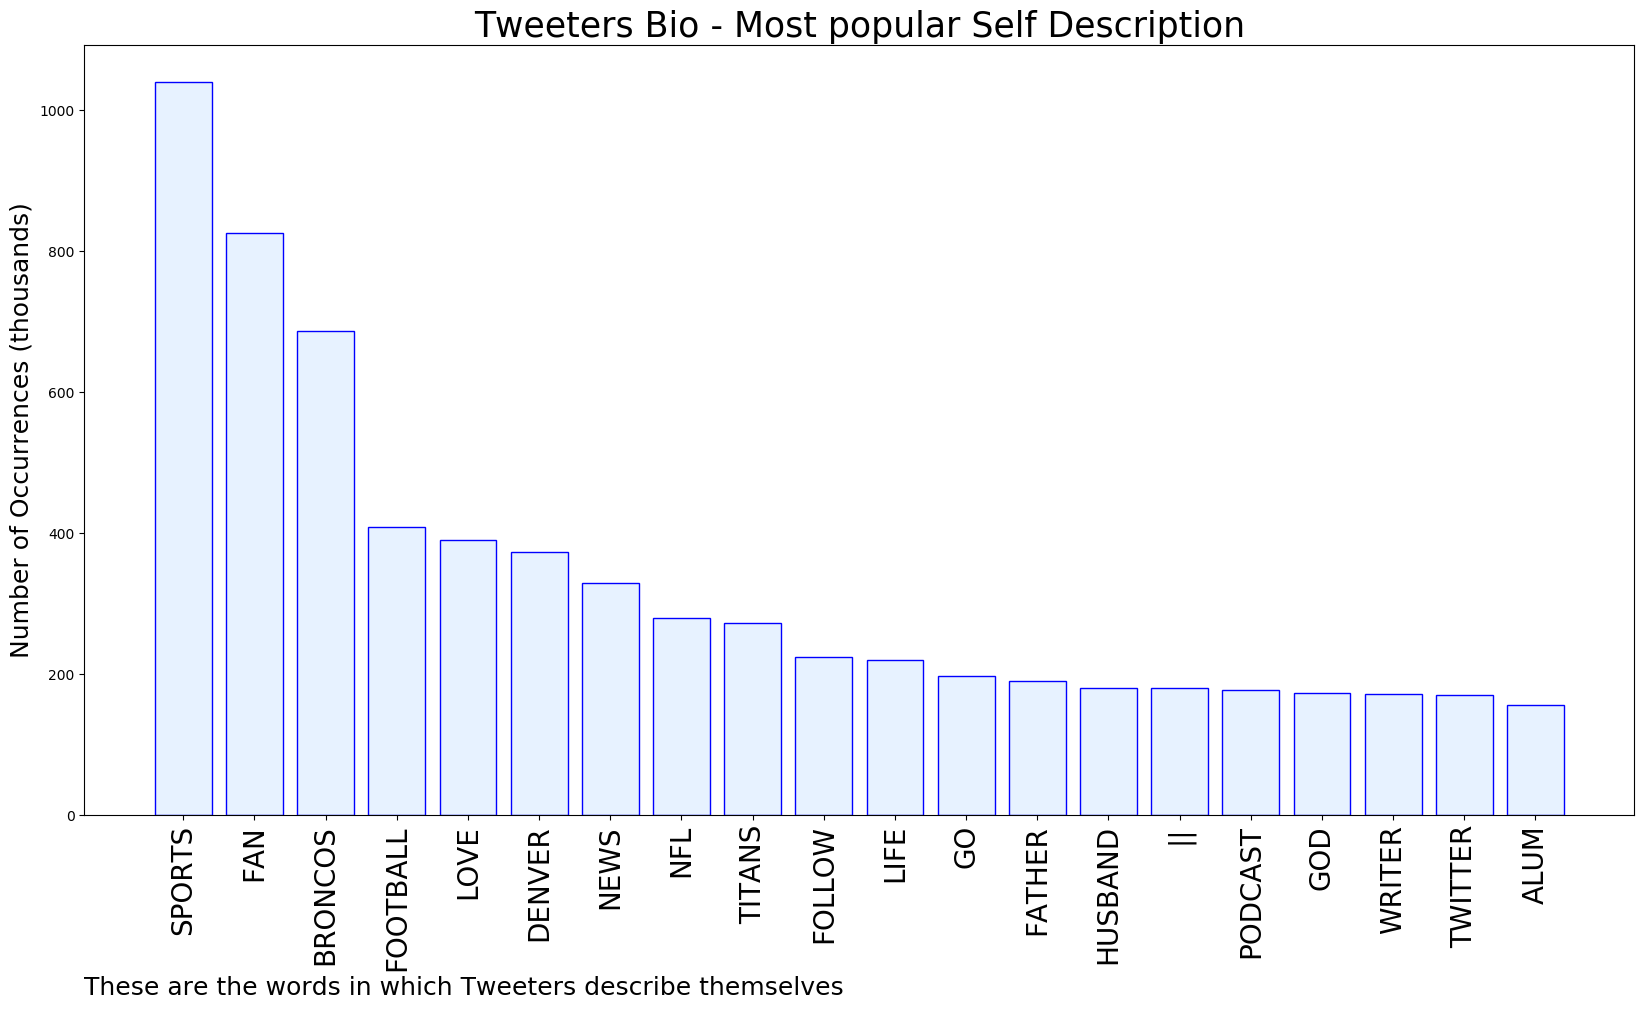 Tweeters Bio - Most popular Self Description
Number of Occurrences (thousands)
1000
800
600
400
200
0
SPORTS
FAN
BRONCOS
FOOTBALL
LOVE
DENVER
NEWS
NFL
TITANS
FOLLOW
LIFE
GO
FATHER
HUSBAND
||
PODCAST
GOD
WRITER
TWITTER
ALUM
These are the words in which Tweeters describe themselves